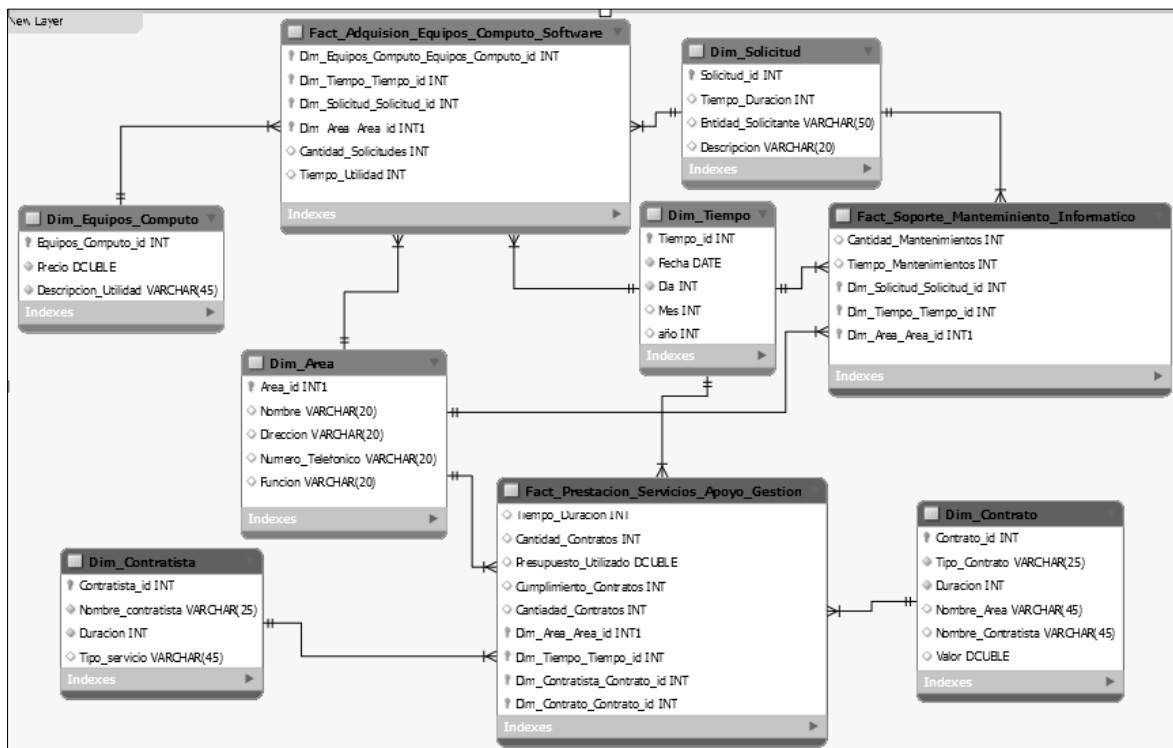 New Layer
Fact_Adquision_Equipos_Computo_Software
Dim_Equipos_Computo_Equipos_Computo_id INT
Dim_Tiempo_Tiempo_id INT
Dim_Solicitud_Solicitud_id INT
Dim_Area_Area_id INT1
Cantidad_Solicitudes INT
Tiempo_Utilidad INT
Indexes
Dim_Solicitud
Solicitud_id INT
Tiempo_Duracion INT
Entidad_Solicitante VARCHAR(50)
Descripcion VARCHAR(20)
Indexes
Dim_Equipos_Computo
Equipos_Computo_id INT
Precio DOUBLE
Descripcion_Utilidad VARCHAR(45)
Indexes
Dim_Tiempo
Tiempo_id INT
Fecha DATE
Dia INT
Mes INT
año INT
Indexes
Fact_Soporte_Manteminiento_Informatico
Cantidad_Mantenimientos INT
Tiempo_Mantenimientos INT
Dim_Solicitud_Solicitud_id INT
Dim_Tiempo_Tiempo_id INT
Dim_Area_Area_id INT1
Indexes
Dim_Area
Area_id INT1
Nombre VARCHAR(20)
Direccion VARCHAR(20)
Numero_Telefonico VARCHAR(20)
Funcion VARCHAR(20)
Indexes
Fact_Prestacion_Servicios_Apoyo_Gestion
Tiempo_Duracion INT
Cantidad_Contratos INT
Presupuesto_Utilizado DOUBLE
Cumplimiento_Contratos INT
Cantiadad_Contratos INT
Dim_Area_Area_id INT1
Dim_Tiempo_Tiempo_id INT
Dim_Contratista_Contrato_id INT
Dim_Contrato_Contrato_id INT
Indexes
Dim_Contrato
Contrato_id INT
Tipo_Contrato VARCHAR(25)
Duracion INT
Nombre_Area VARCHAR(45)
Nombre_Contratista VARCHAR(45)
Valor DOUBLE
Indexes
Dim_Contratista
Contratista_id INT
Nombre_contratista VARCHAR(25)
Duracion INT
Tipo_servicio VARCHAR(45)
Indexes